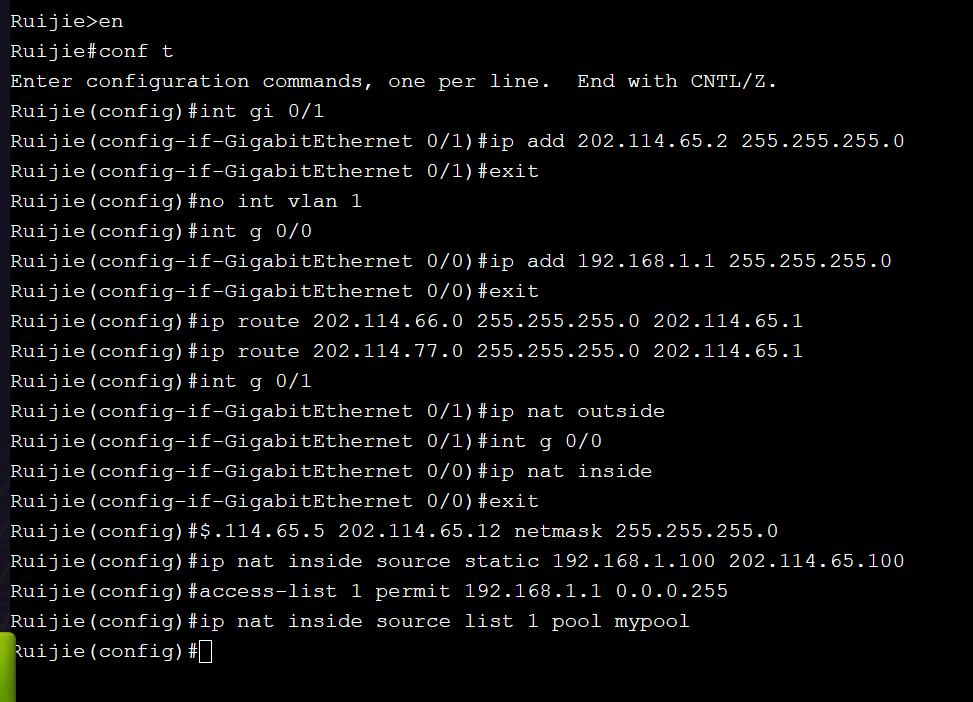 Ruijie>en
Ruijie#conf t
Enter configuration commands, one per line.  End with CNTL/Z.
Ruijie(config)#int gi 0/1
Ruijie(config-if-GigabitEthernet 0/1)#ip add 202.114.65.2 255.255.255.0
Ruijie(config-if-GigabitEthernet 0/1)#exit
Ruijie(config)#no int vlan 1
Ruijie(config)#int g 0/0
Ruijie(config-if-GigabitEthernet 0/0)#ip add 192.168.1.1 255.255.255.0
Ruijie(config-if-GigabitEthernet 0/0)#exit
Ruijie(config)#ip route 202.114.66.0 255.255.255.0 202.114.65.1
Ruijie(config)#ip route 202.114.77.0 255.255.255.0 202.114.65.1
Ruijie(config)#int g 0/1
Ruijie(config-if-GigabitEthernet 0/1)#ip nat outside
Ruijie(config-if-GigabitEthernet 0/1)#int g 0/0
Ruijie(config-if-GigabitEthernet 0/0)#ip nat inside
Ruijie(config-if-GigabitEthernet 0/0)#exit
Ruijie(config)#$.114.65.5 202.114.65.12 netmask 255.255.255.0
Ruijie(config)#ip nat inside source static 192.168.1.100 202.114.65.100
Ruijie(config)#access-list 1 permit 192.168.1.1 0.0.0.255
Ruijie(config)#ip nat inside source list 1 pool mypool
Ruijie(config)#